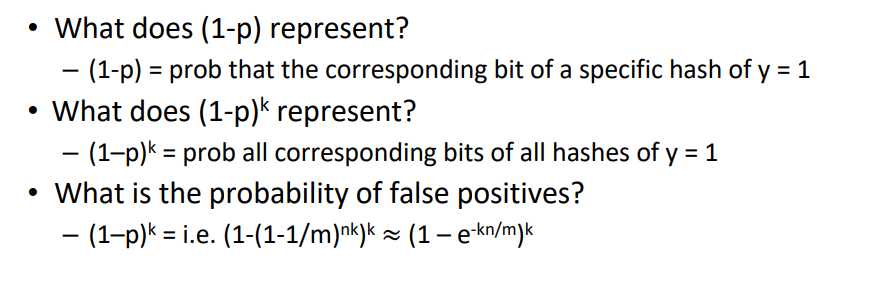 • What does (1-p) represent?
– (1-p) = prob that the corresponding bit of a specific hash of y = 1
• What does (1-p)ᵏ represent?
– (1–p)ᵏ = prob all corresponding bits of all hashes of y = 1
• What is the probability of false positives?
– (1–p)ᵏ = i.e. (1-(1-1/m)ⁿᵏ)ᵏ ≈ (1 – e⁻ᵏⁿ/ᵐ)ᵏ